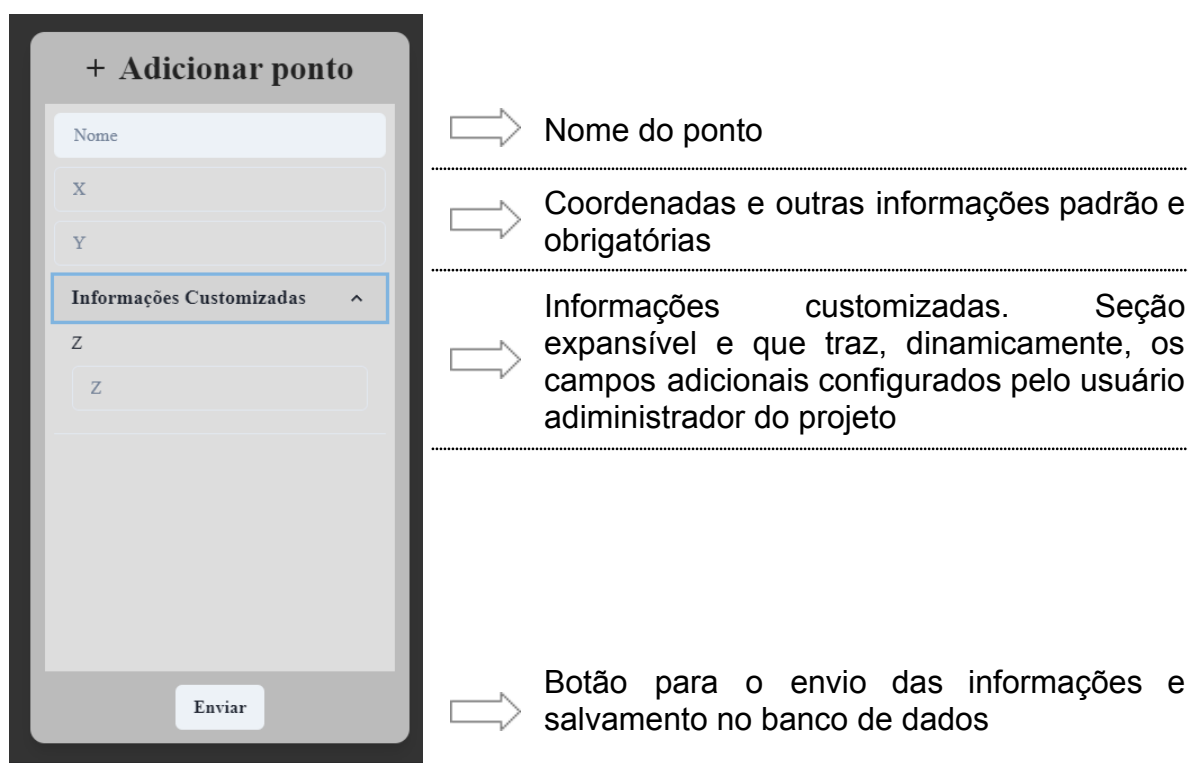 + Adicionar ponto
Nome
X
Y
Informações Customizadas
Z
Z
Enviar
Nome do ponto
Coordenadas e outras informações padrão e
obrigatórias
Informações customizadas. Seção
expansível e que traz, dinamicamente, os
campos adicionais configurados pelo usuário
adiministrador do projeto
Botão para o envio das informações e
salvamento no banco de dados